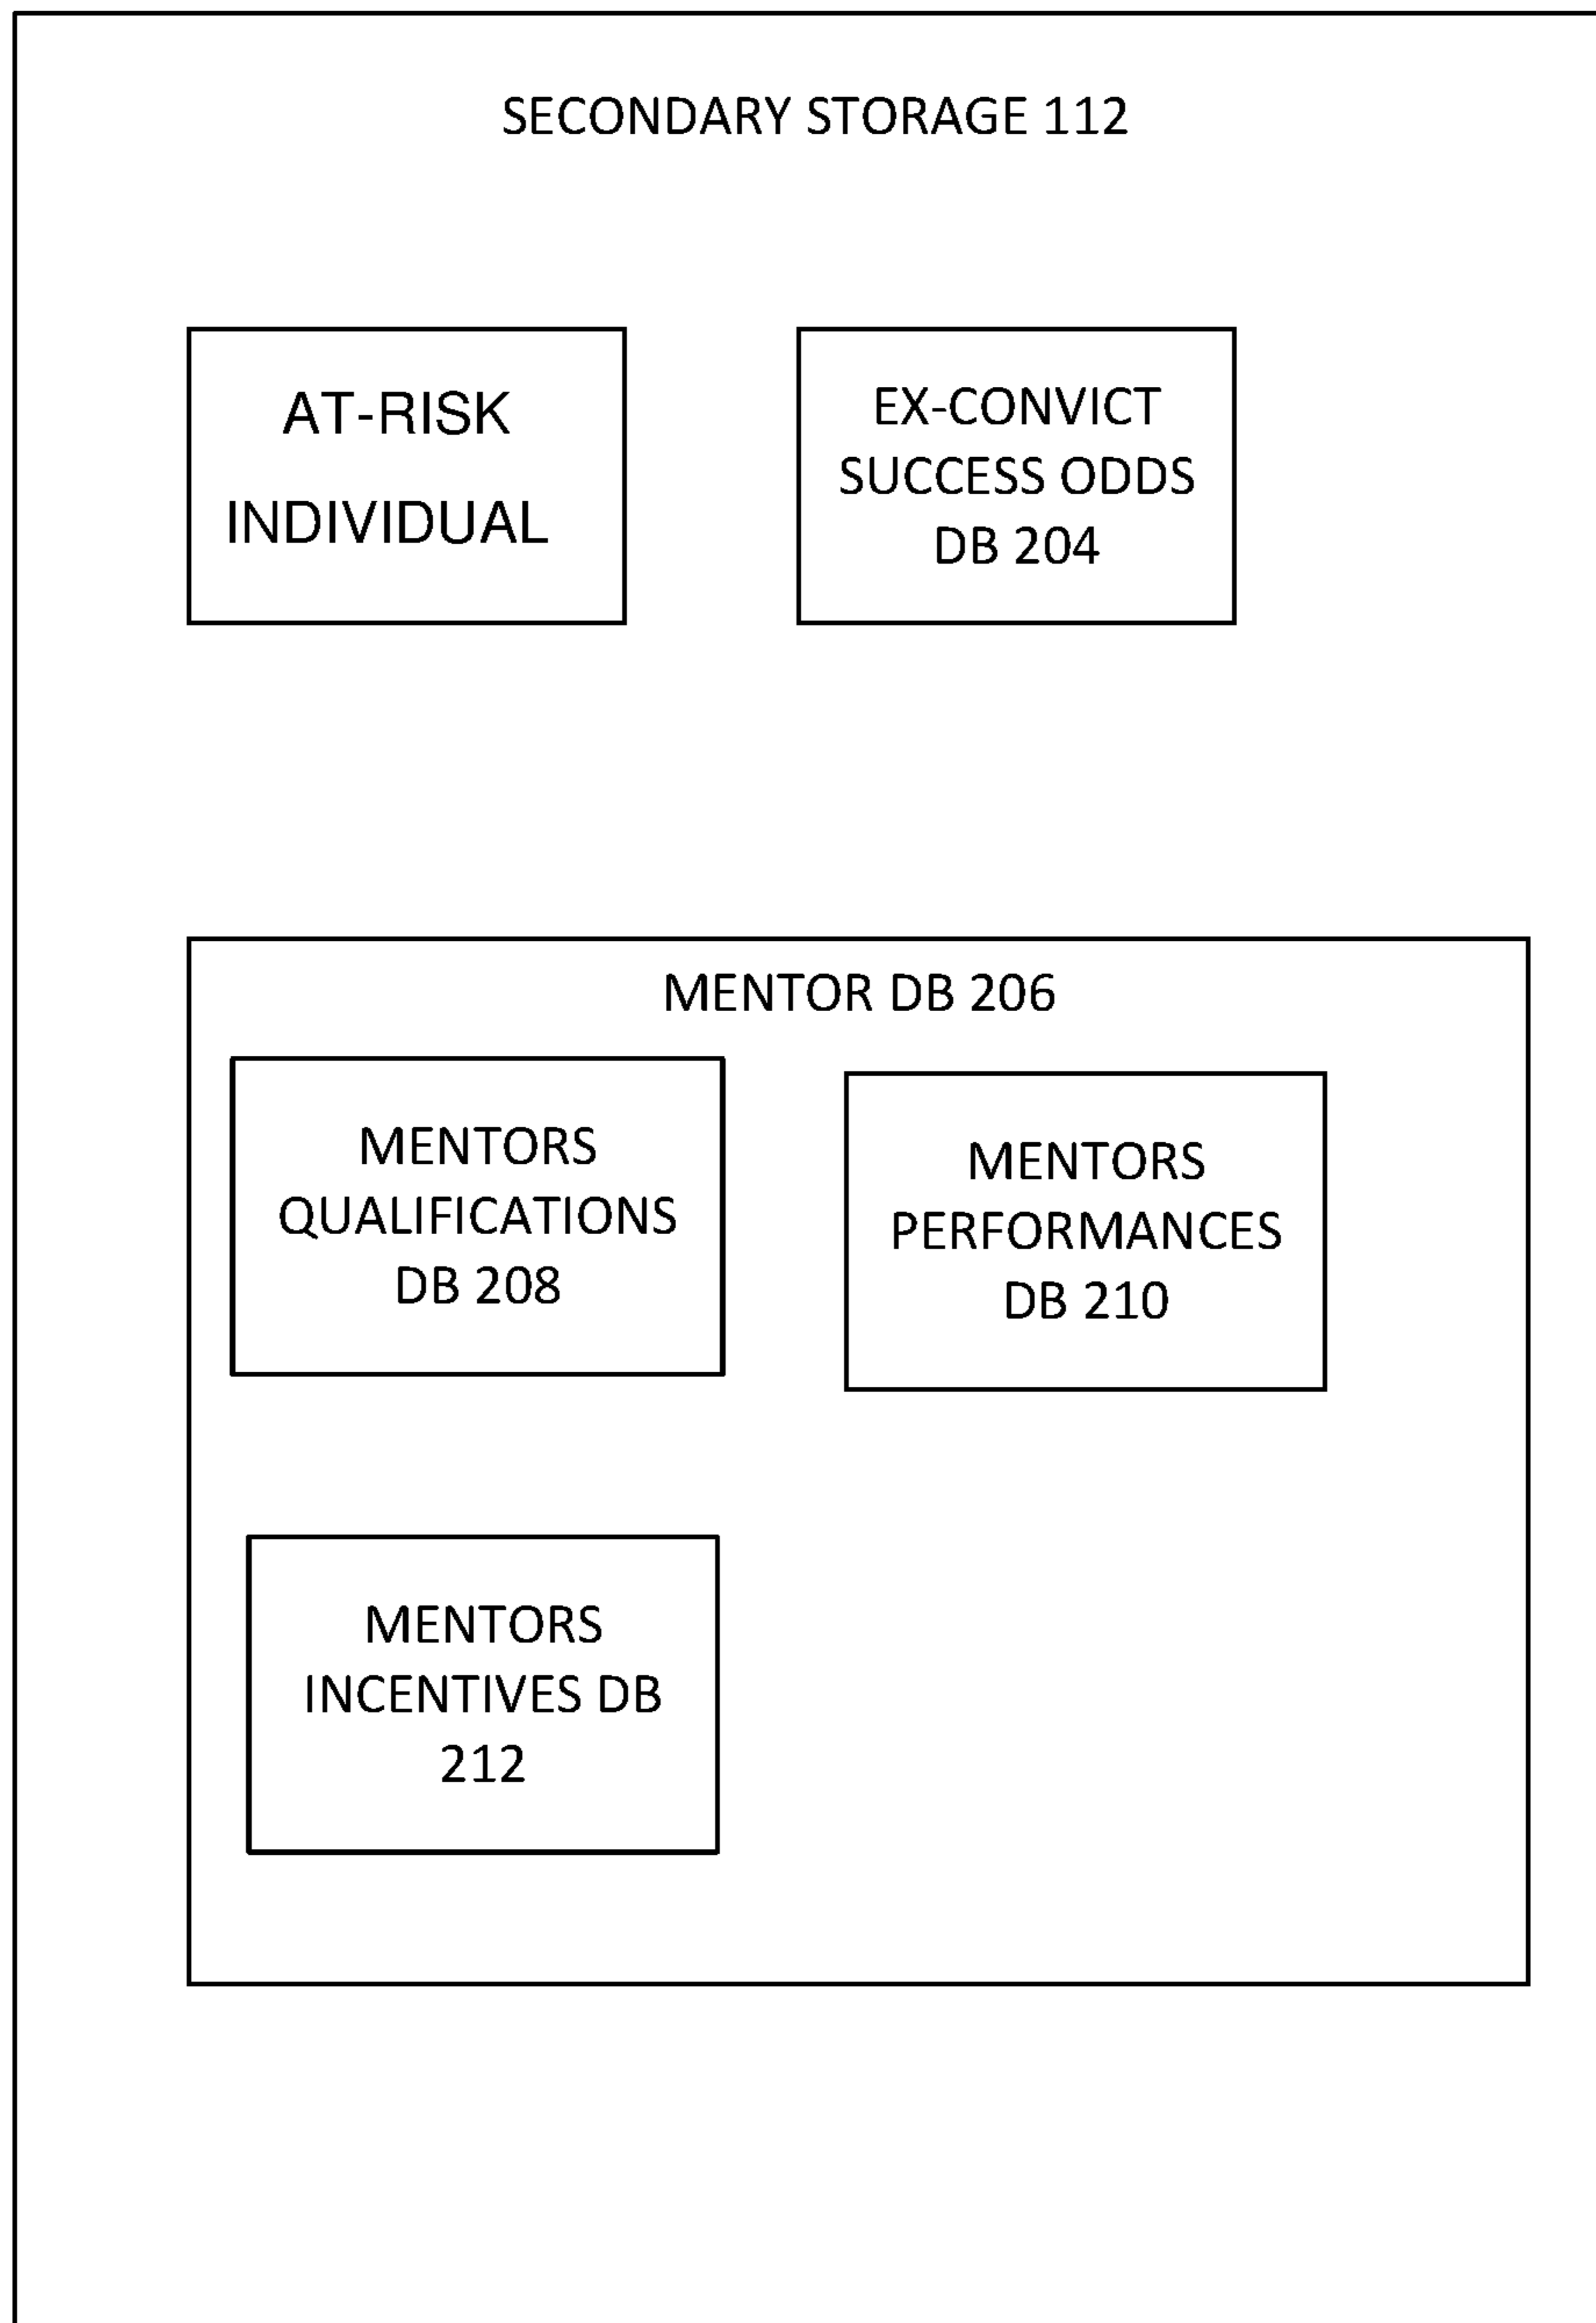 SECONDARY STORAGE 112
AT-RISK
INDIVIDUAL
EX-CONVICT
SUCCESS ODDS
DB 204
MENTOR DB 206
MENTORS
QUALIFICATIONS
DB 208
MENTORS
PERFORMANCES
DB 210
MENTORS
INCENTIVES DB
212